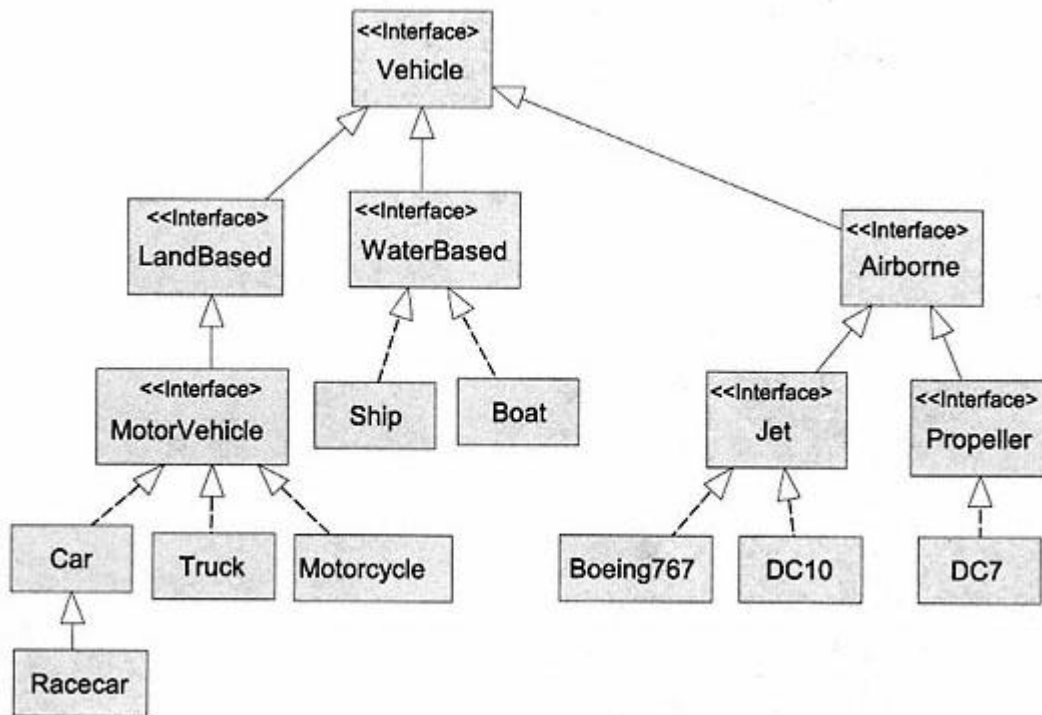 <<Interface>>
Vehicle
<<Interface>>
LandBased
<<Interface>>
WaterBased
<<Interface>>
Airborne
<<Interface>>
MotorVehicle
Ship
Boat
<<Interface>>
Jet
<<Interface>>
Propeller
Car
Truck
Motorcycle
Boeing767
DC10
DC7
Racecar